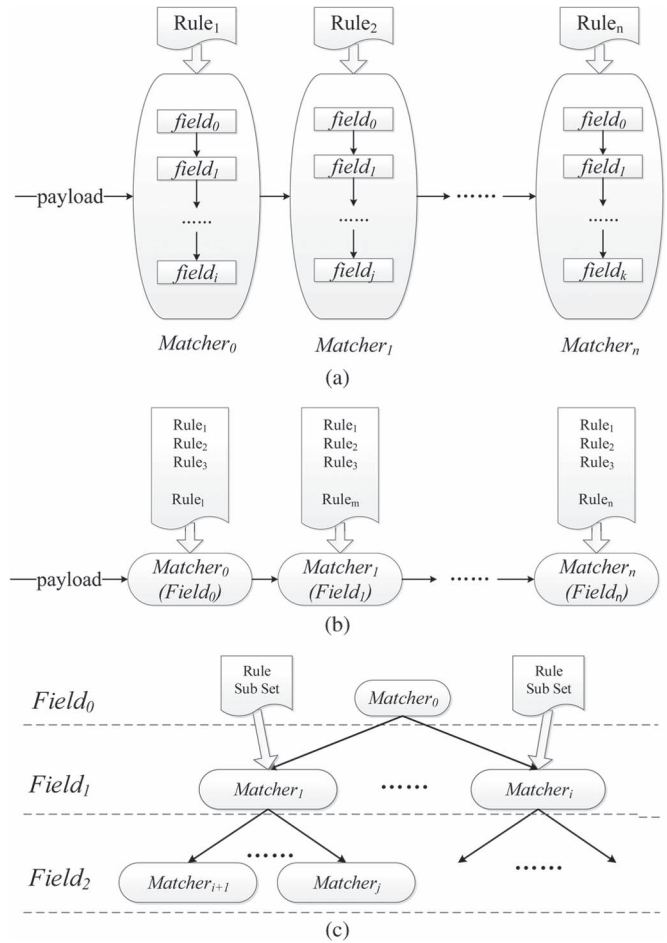 Rule1 Rule2 Rulen
field0 field0 field0
field1 field1 field1
payload ...... 
...... ...... ......
fieldi fieldj fieldk
Matcher0 Matcher1 Matchern
(a)
Rule1 Rule1 Rule1
Rule2 Rule2 Rule2
Rule3 Rule3 Rule3
Rulel Rulem Rulen
payload Matcher0 Matcher1 ...... Matchern
(Field0) (Field1) (Fieldn)
(b)
Rule Rule
Sub Set Sub Set
Field0 Matcher0
Field1 Matcher1 ...... Matcheri
...... ......
Field2 Matcheri+1 Matcherj
(c)